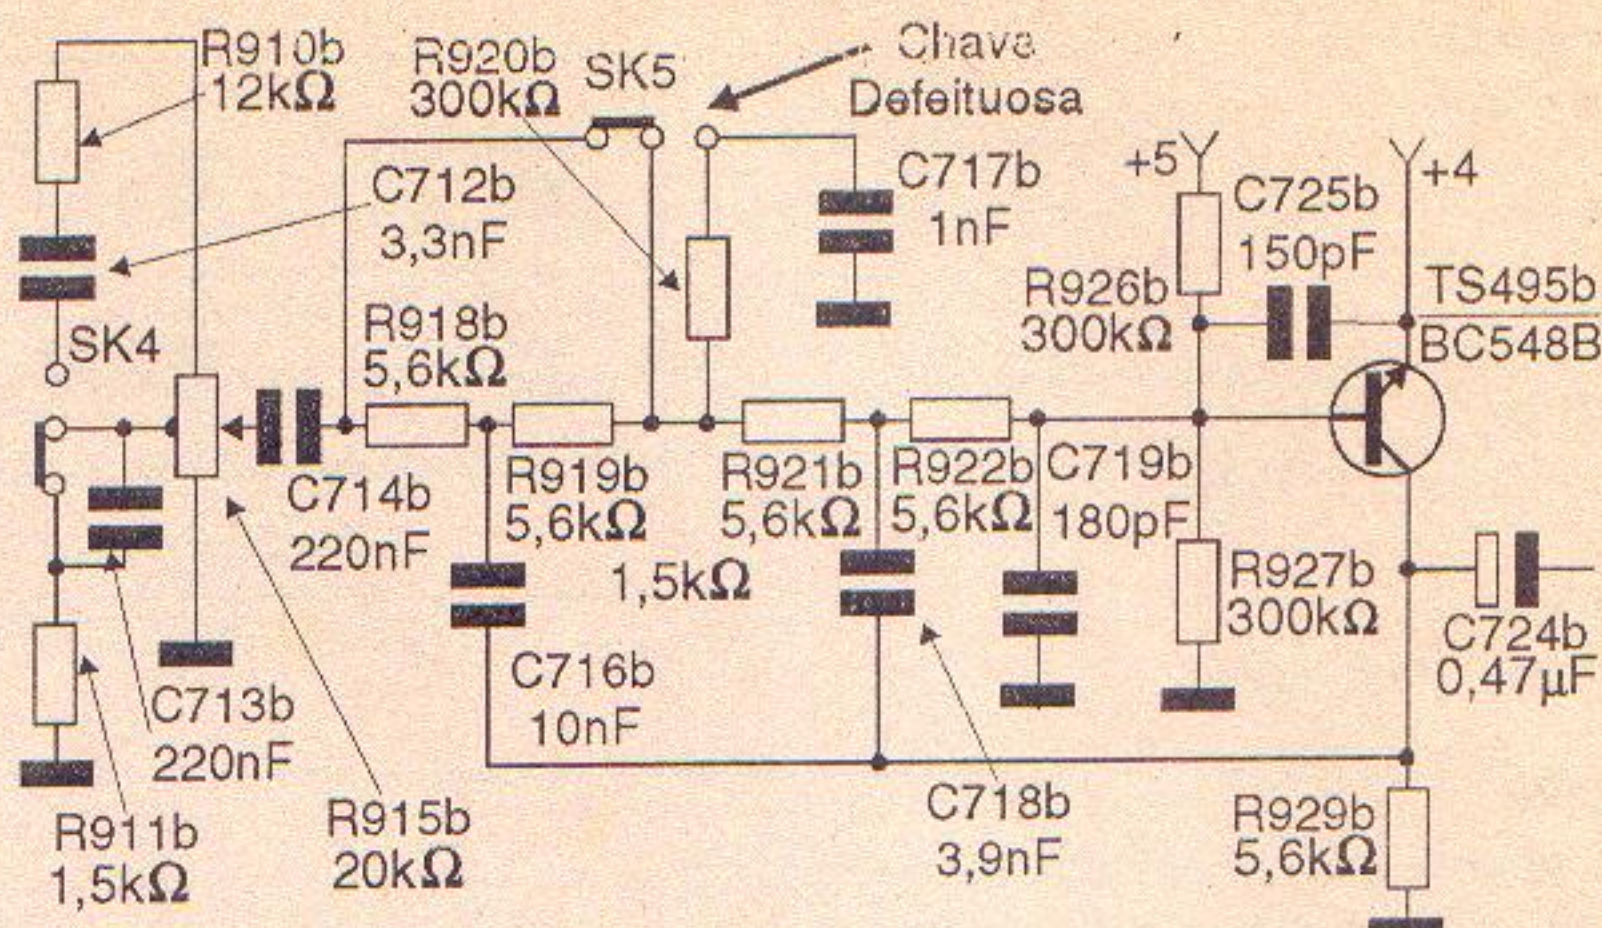 R910b
12kΩ
R920b
300kΩ
SK5
Chava
Defeituosa
C712b
3,3nF
C717b
1nF
+5
C725b
150pF
+4
R926b
300kΩ
TS495b
BC548B
SK4
R918b
5,6kΩ
C714b
220nF
R919b
5,6kΩ
1,5kΩ
R921b
5,6kΩ
R922b
5,6kΩ
C719b
180pF
R927b
300kΩ
C724b
0,47µF
C713b
220nF
C716b
10nF
R911b
1,5kΩ
R915b
20kΩ
C718b
3,9nF
R929b
5,6kΩ